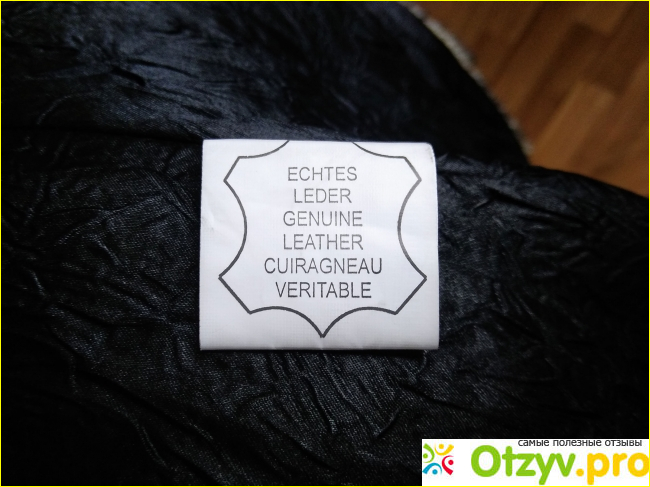 ECHTES
LEDER
GENUINE
LEATHER
CUIRAGNEAU
VERITABLE
самые полезные отзывы
Otzyv.pro